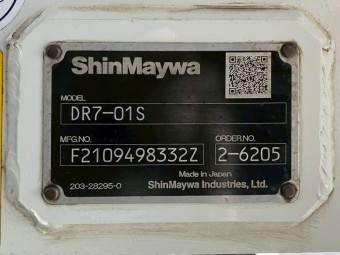 ShinMaywa
MODEL
DR7-01S
MFG.NO. ORDER.NO.
F2109498332Z 2-6205
Made in Japan
203-28295-0 ShinMaywa Industries, Ltd.